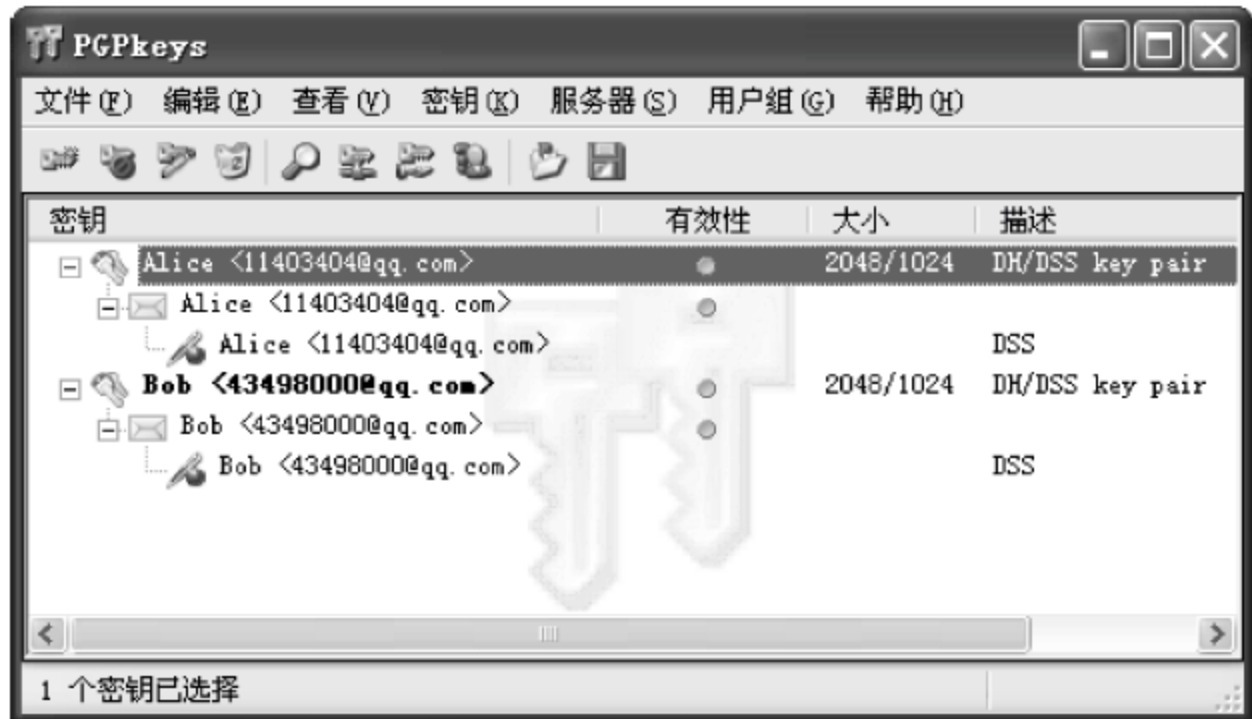 PGPkeys
文件(F) 编辑(E) 查看(V) 密钥(K) 服务器(S) 用户组(G) 帮助(H)
密钥 有效性 大小 描述
Alice <11403404@qq.com> 2048/1024 DH/DSS key pair
Alice <11403404@qq.com>
Alice <11403404@qq.com> DSS
Bob <43498000@qq.com> 2048/1024 DH/DSS key pair
Bob <43498000@qq.com>
Bob <43498000@qq.com> DSS
1 个密钥已选择